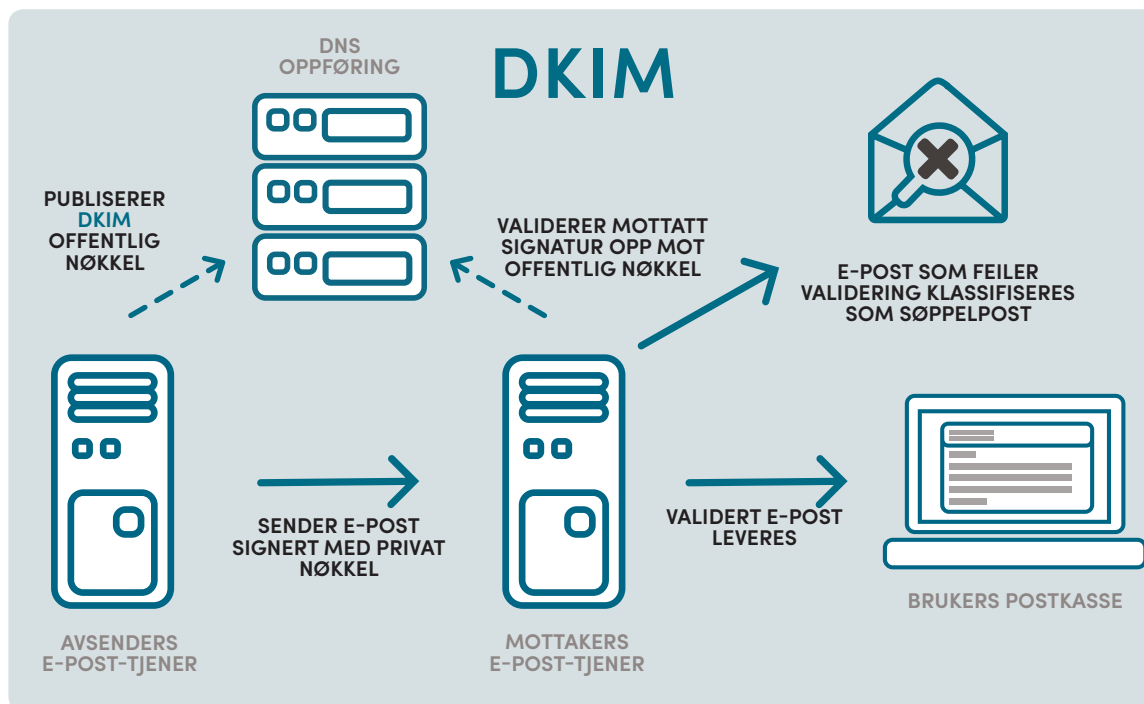 DNS
OPPFØRING
DKIM
PUBLISERER
DKIM
OFFENTLIG
NØKKEL
VALIDERER MOTTATT
SIGNATUR OPP MOT
OFFENTLIG NØKKEL
E-POST SOM FEILER
VALIDERING KLASSIFISERES
SOM SØPPELPOST
SENDER E-POST
SIGNERT MED PRIVAT
NØKKEL
VALIDERT E-POST
LEVERES
BRUKERS POSTKASSE
AVSENDERS
E-POST-TJENER
MOTTAKERS
E-POST-TJENER